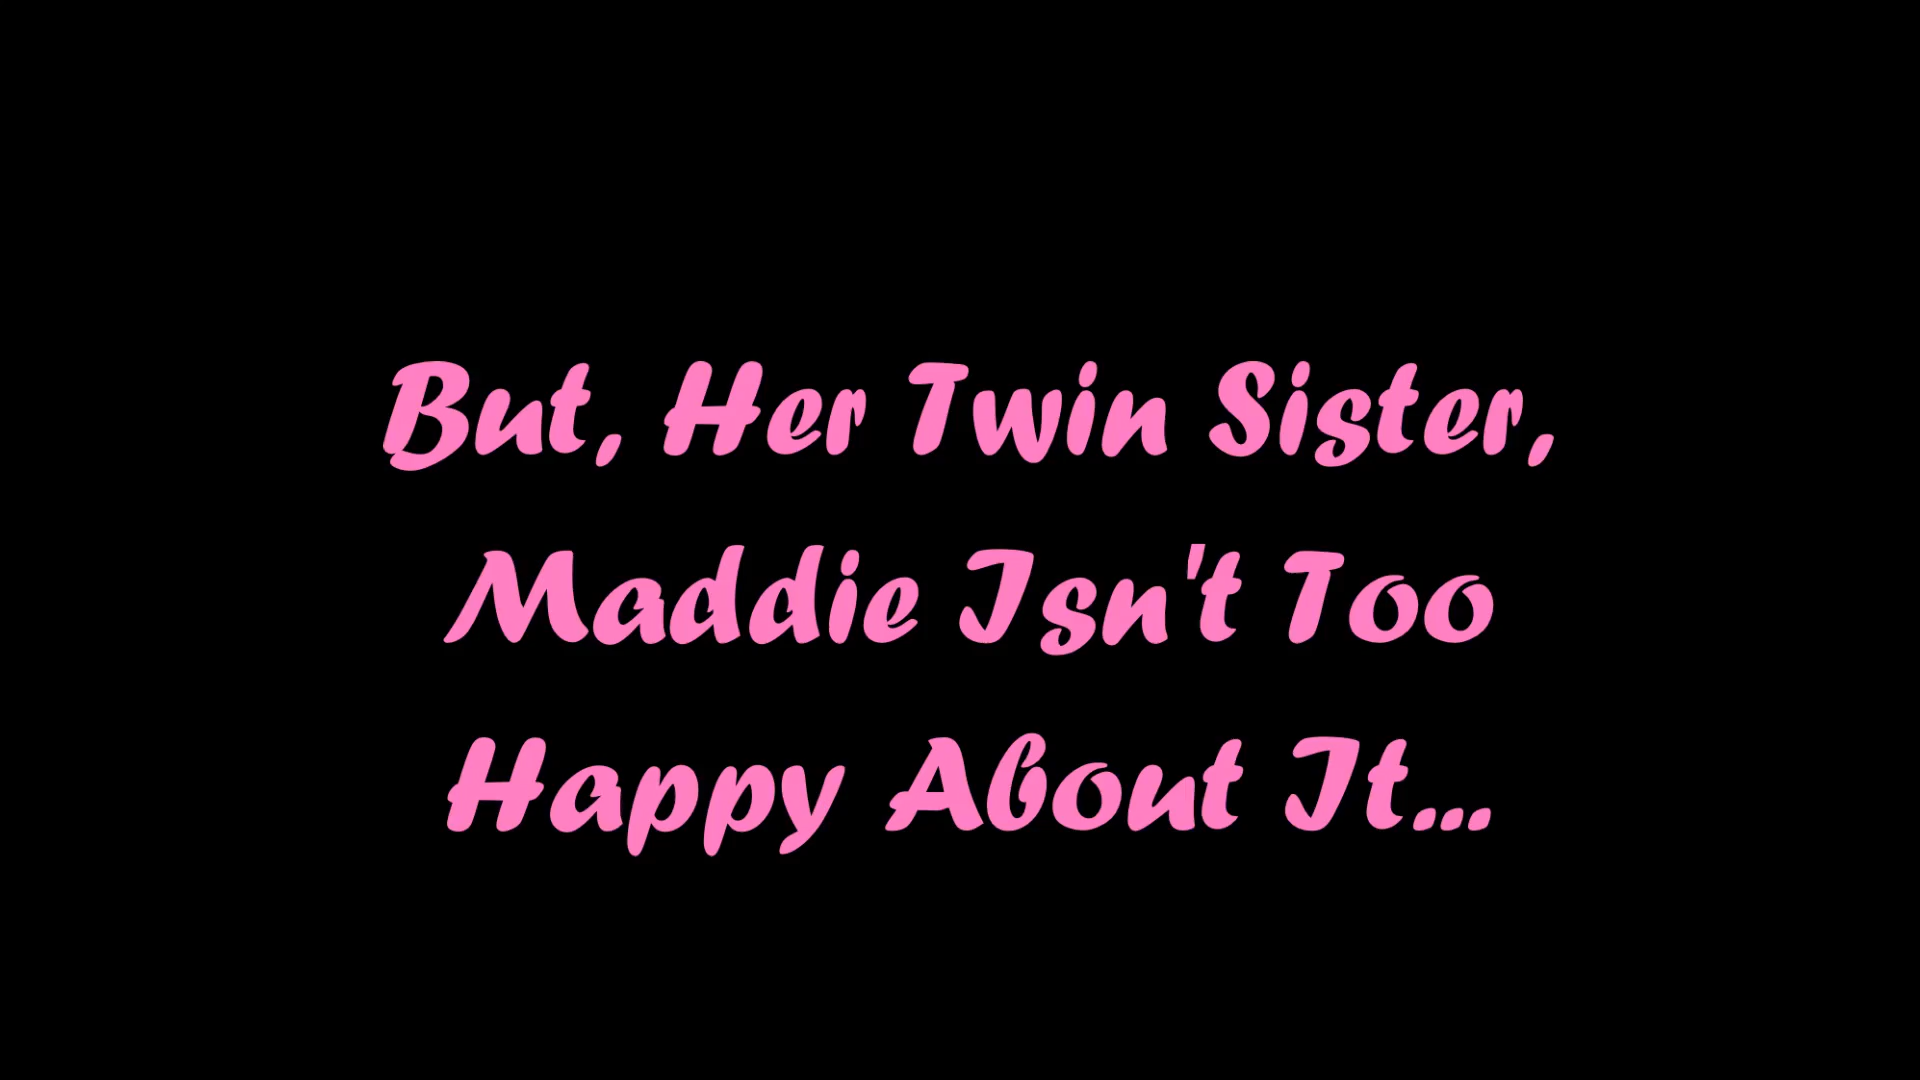 But, Her Twin Sister,
Maddie Isn't Too
Happy About It...